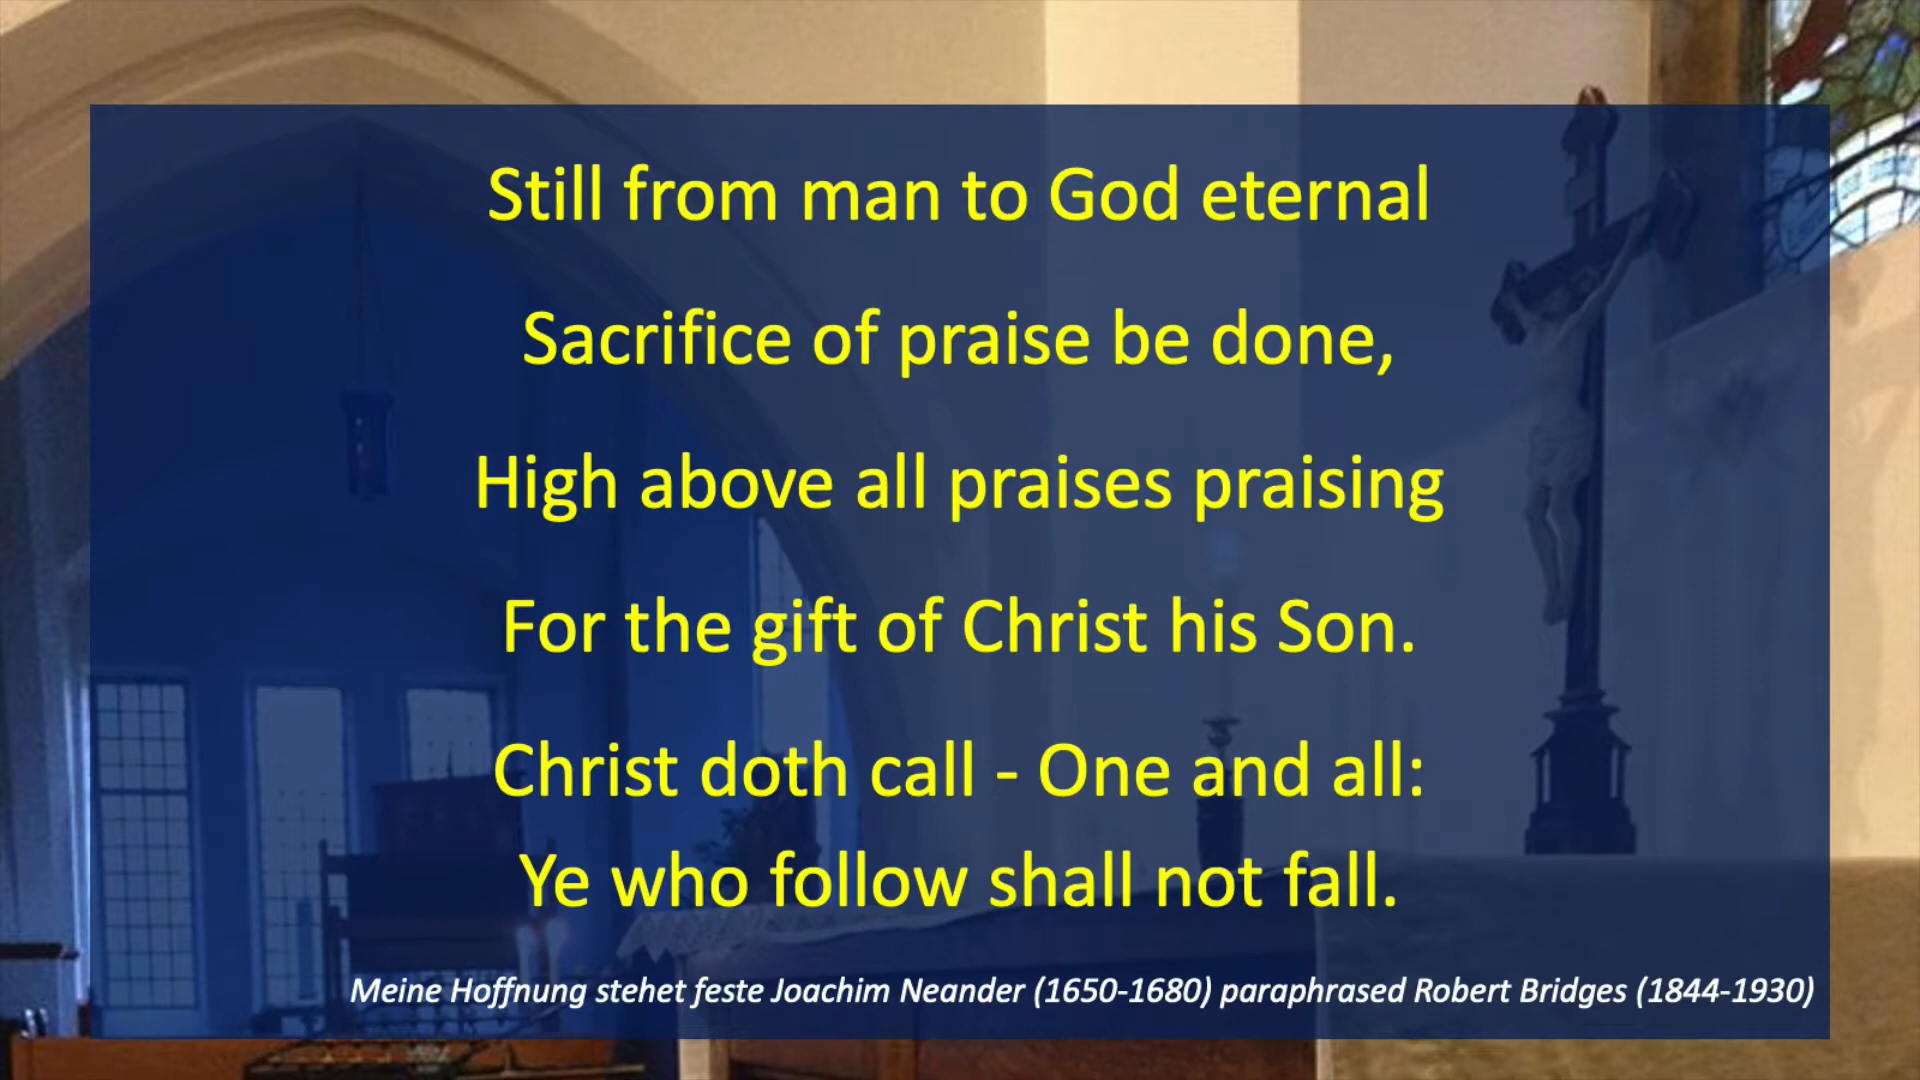 Still from man to God eternal
Sacrifice of praise be done,
High above all praises praising
For the gift of Christ his Son.
Christ doth call - One and all:
Ye who follow shall not fall.
Meine Hoffnung stehet feste Joachim Neander (1650-1680) paraphrased Robert Bridges (1844-1930)